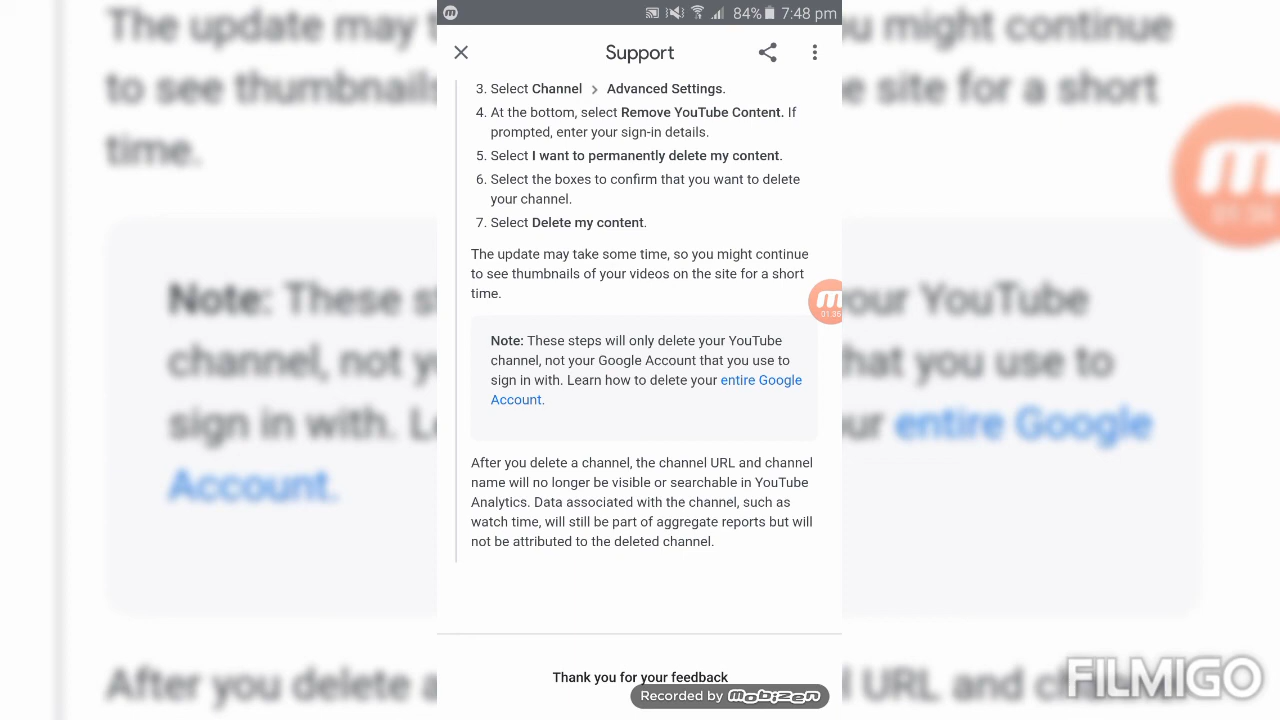 84% 7:48 pm
Support
3. Select Channel > Advanced Settings.
4. At the bottom, select Remove YouTube Content. If
prompted, enter your sign-in details.
5. Select I want to permanently delete my content.
6. Select the boxes to confirm that you want to delete
your channel.
7. Select Delete my content.
The update may take some time, so you might continue
to see thumbnails of your videos on the site for a short
time.
01:35
Note: These steps will only delete your YouTube
channel, not your Google Account that you use to
sign in with. Learn how to delete your entire Google
Account.
After you delete a channel, the channel URL and channel
name will no longer be visible or searchable in YouTube
Analytics. Data associated with the channel, such as
watch time, will still be part of aggregate reports but will
not be attributed to the deleted channel.
Thank you for your feedback
Recorded by mobizen
FILMIGO